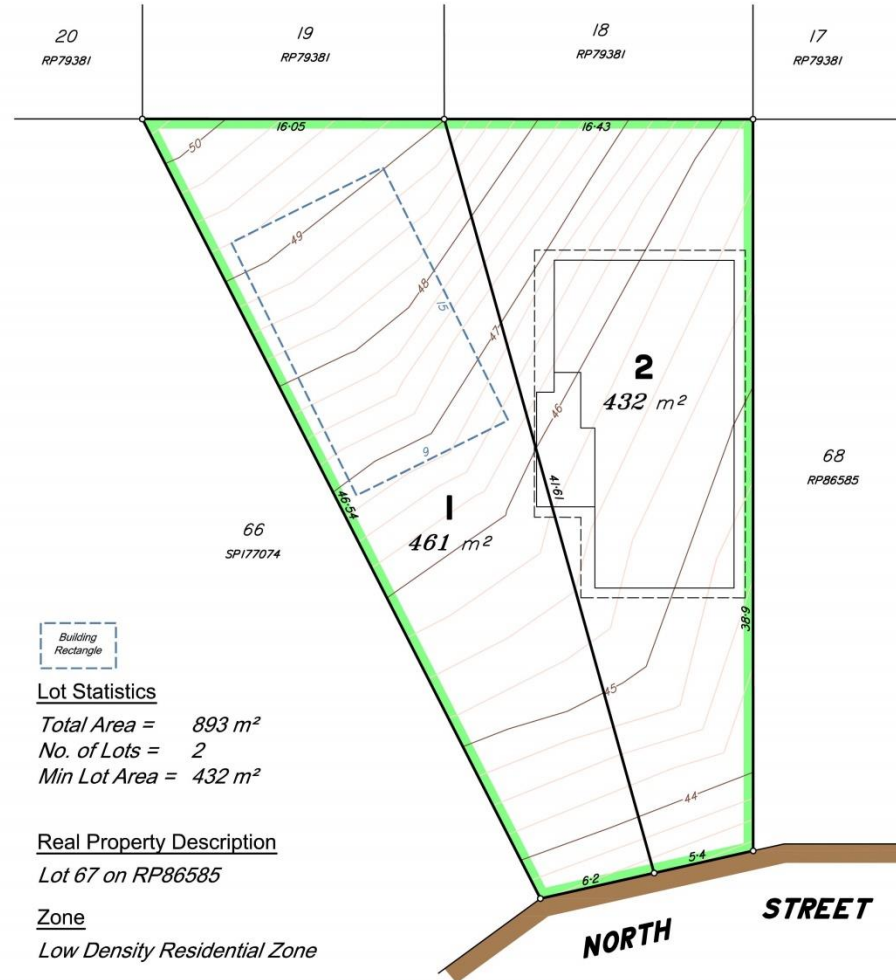 20
RP79381
19
RP79381
18
RP79381
17
RP79381
16·05
16·43
50
49
48
15
47
46
2
432 m²
68
RP86585
9
41·61
46·54
1
461 m²
66
SP177074
38·9
Building
Rectangle
Lot Statistics
Total Area = 893 m²
No. of Lots = 2
Min Lot Area = 432 m²
45
44
Real Property Description
Lot 67 on RP86585
6·2
5·4
Zone
Low Density Residential Zone
NORTH STREET